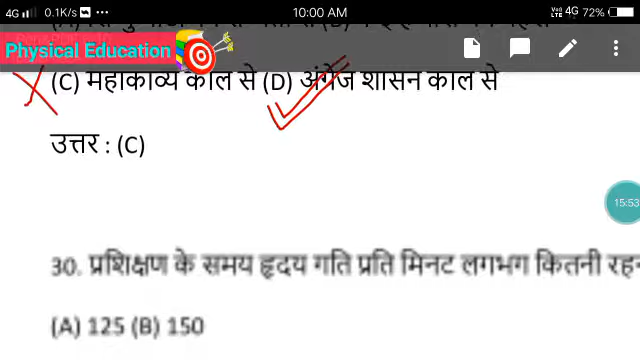 4G 0.1K/s 10:00 AM VoLTE 4G 72%
Physical Education
(C) महाकाव्य काल से (D) अंग्रेज शासन काल से
उत्तर : (C)
15:53
30. प्रशिक्षण के समय हृदय गति प्रति मिनट लगभग कितनी
(A) 125 (B) 150